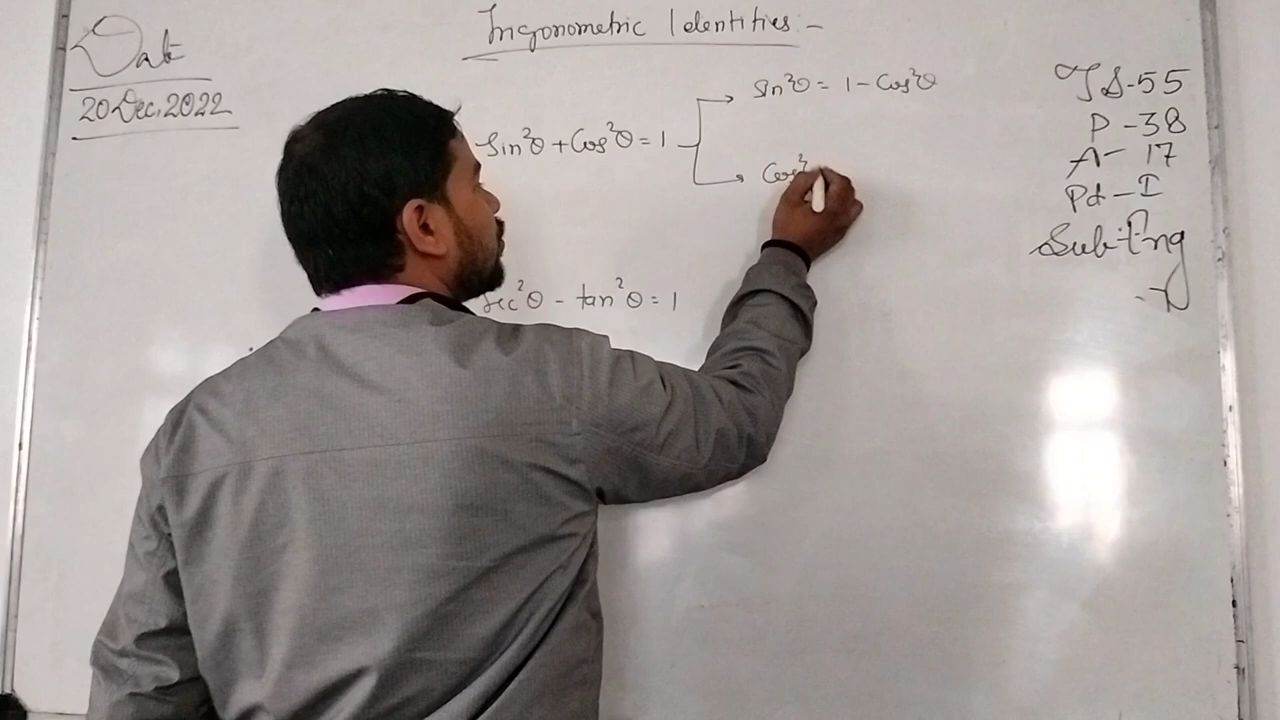 Trigonometric Identities -
Date
20 Dec, 2022
sin²θ + cos²θ = 1
sin²θ = 1 - cos²θ
cos²
sec²θ - tan²θ = 1
TS-55
P-38
A-17
Pd-I
Sub:-Eng